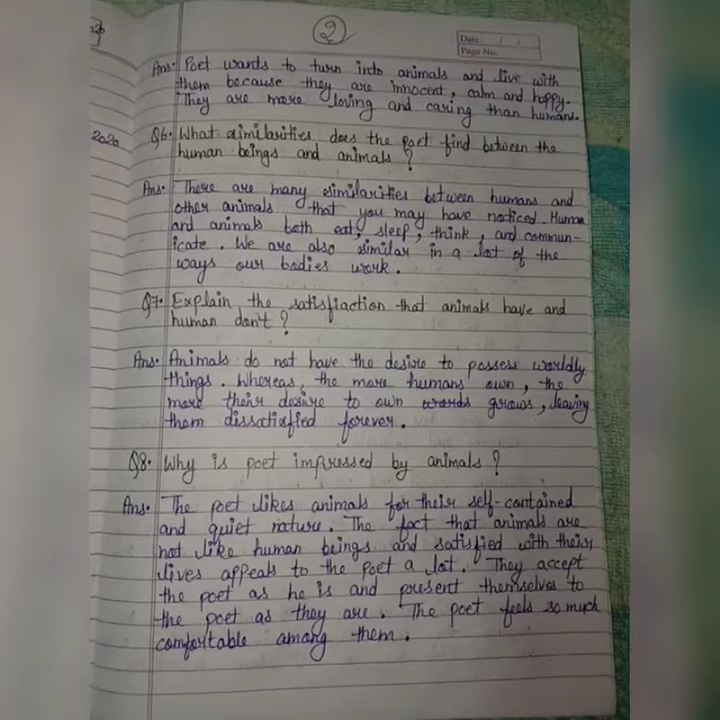 2
Date / /
Page No.
Ans: Poet wants to turn into animals and live with
them because they are innocent, calm and happy.
They are more loving and caring than humans.
2020
Q6. What similarities does the poet find between the
human beings and animals?
Ans: There are many similarities between humans and
other animals that you may have noticed. Human
and animals both eat, sleep, think, and commun-
icate. We are also similar in a lot of the
ways our bodies work.
Q7. Explain the satisfiaction that animals have and
human don't?
Ans. Animals do not have the desire to possess worldly
things. Whereas, the more humans own, the
more their desire to own words grows, leaving
them dissatisfied forever.
Q8. Why is poet impressed by animals?
Ans. The poet likes animals for their self-contained
and quiet nature. The fact that animals are
not like human beings and satisfied with their
lives appeals to the poet a lot. They accept
the poet as he is and present themselves to
the poet as they are. The poet feels so much
comfortable among them.